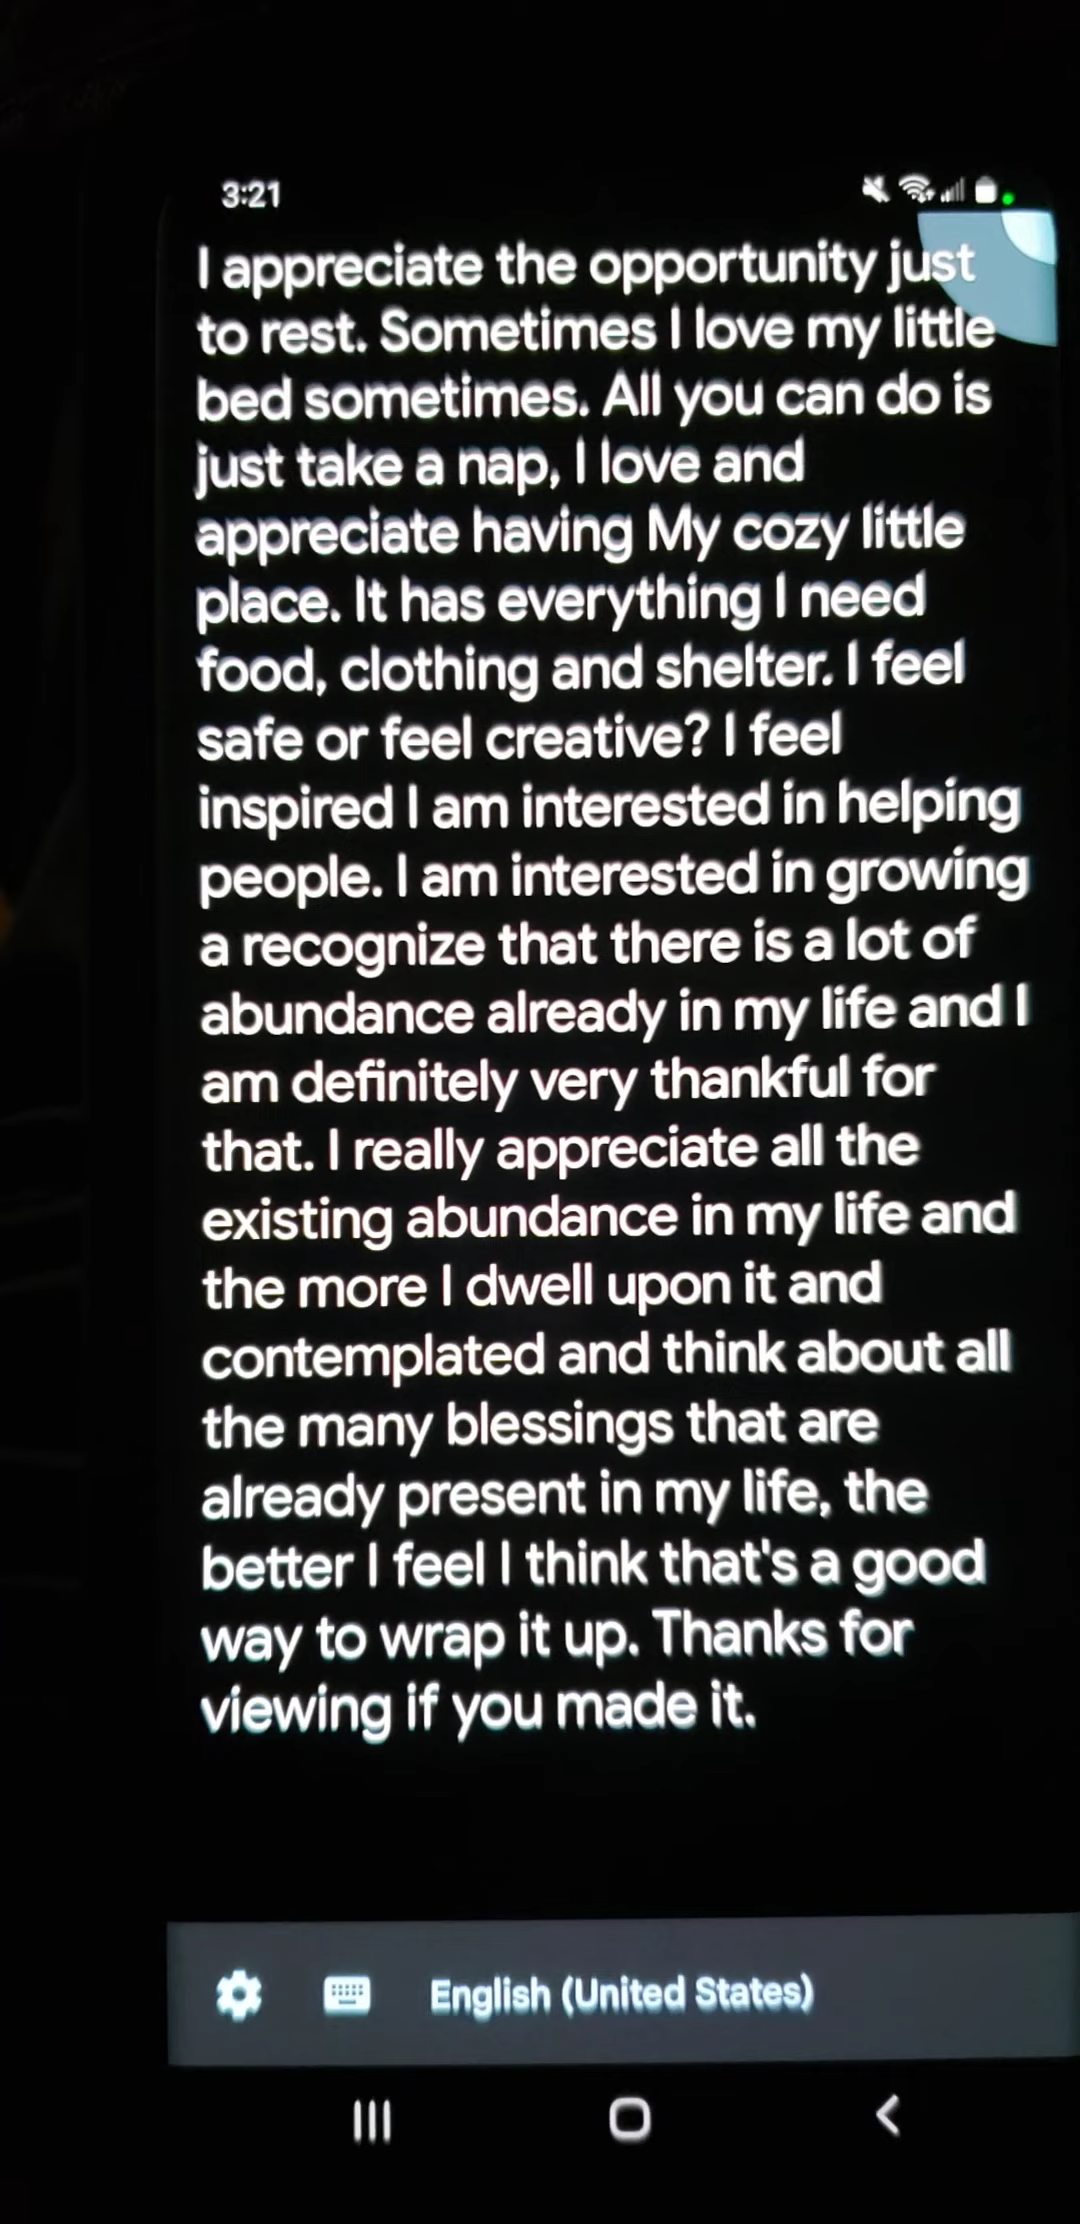 3:21
I appreciate the opportunity just
to rest. Sometimes I love my little
bed sometimes. All you can do is
just take a nap, I love and
appreciate having My cozy little
place. It has everything I need
food, clothing and shelter. I feel
safe or feel creative? I feel
inspired I am interested in helping
people. I am interested in growing
a recognize that there is a lot of
abundance already in my life and I
am definitely very thankful for
that. I really appreciate all the
existing abundance in my life and
the more I dwell upon it and
contemplated and think about all
the many blessings that are
already present in my life, the
better I feel I think that's a good
way to wrap it up. Thanks for
viewing if you made it.
English (United States)